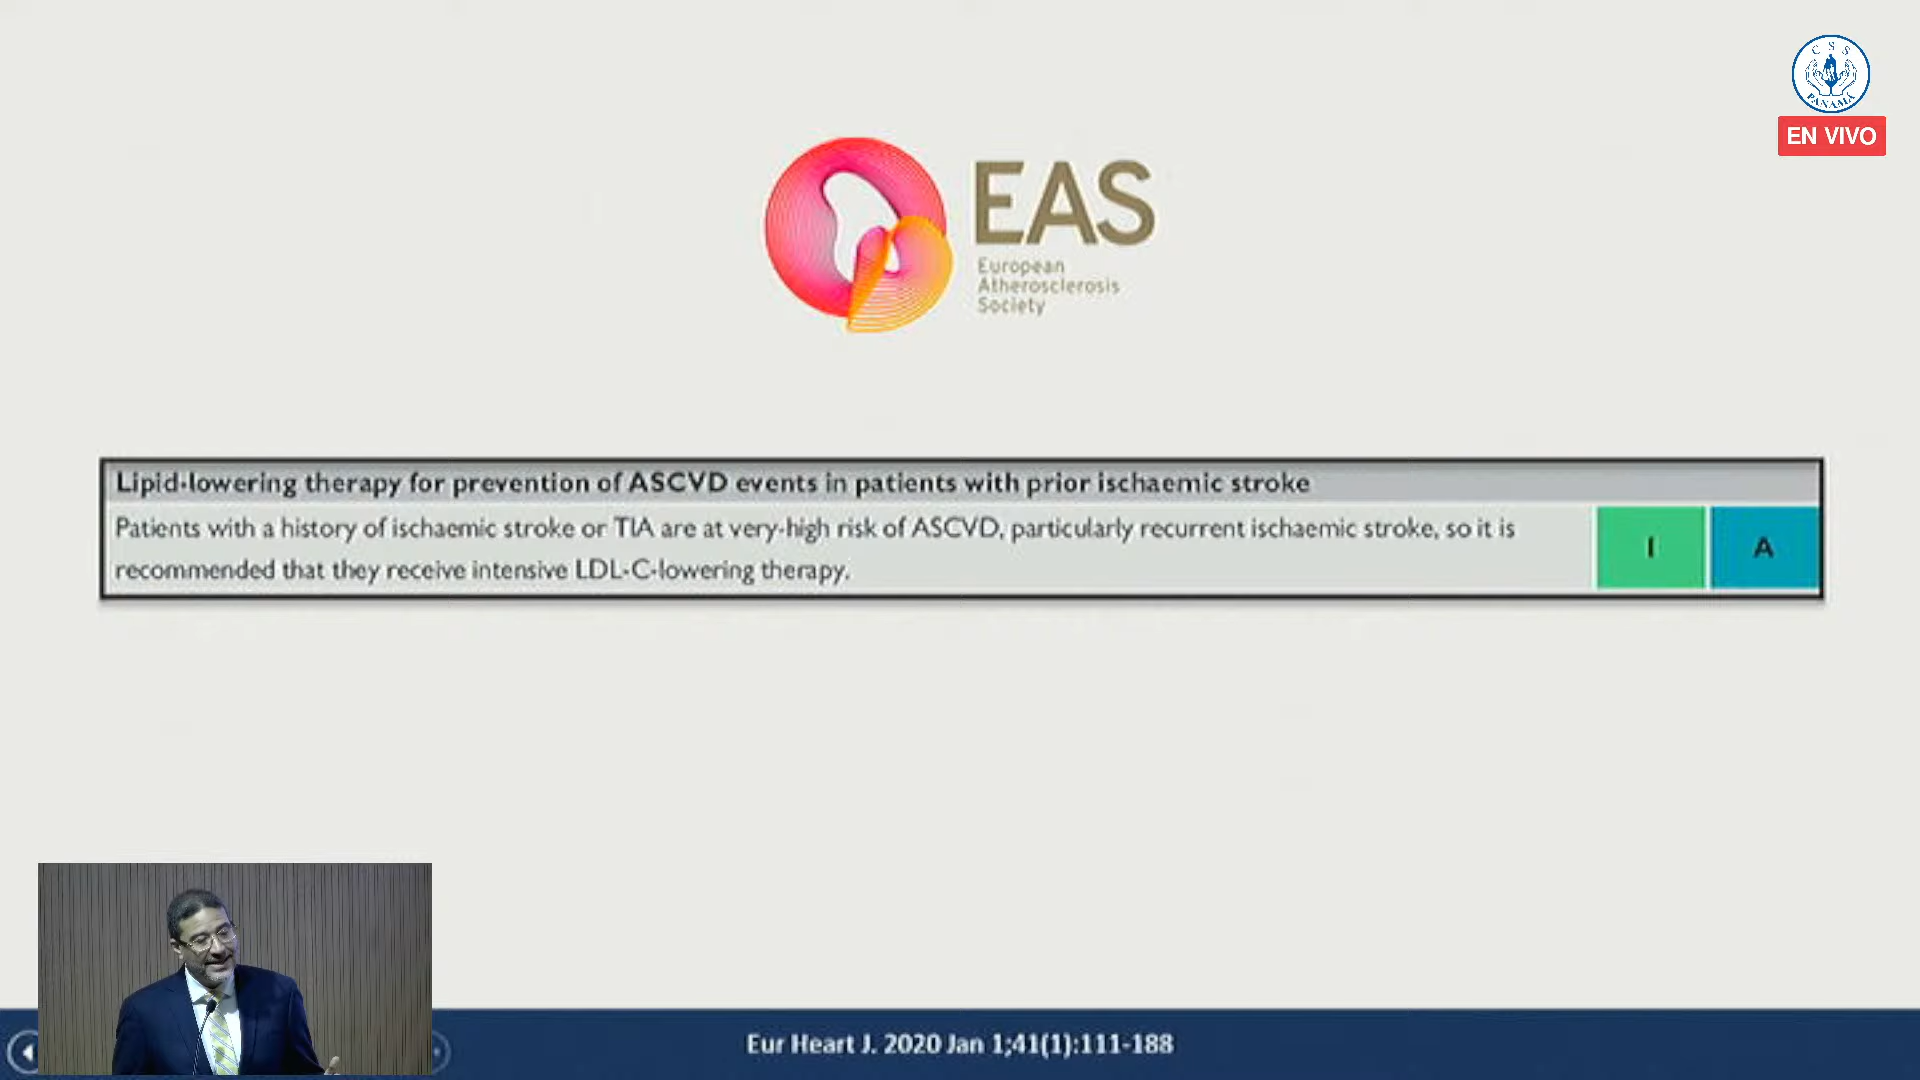 CSS
PANAMÁ
EN VIVO
EAS
European
Atherosclerosis
Society
Lipid-lowering therapy for prevention of ASCVD events in patients with prior ischaemic stroke
Patients with a history of ischaemic stroke or TIA are at very-high risk of ASCVD, particularly recurrent ischaemic stroke, so it is
recommended that they receive intensive LDL-C-lowering therapy.
I
A
Eur Heart J. 2020 Jan 1;41(1):111-188